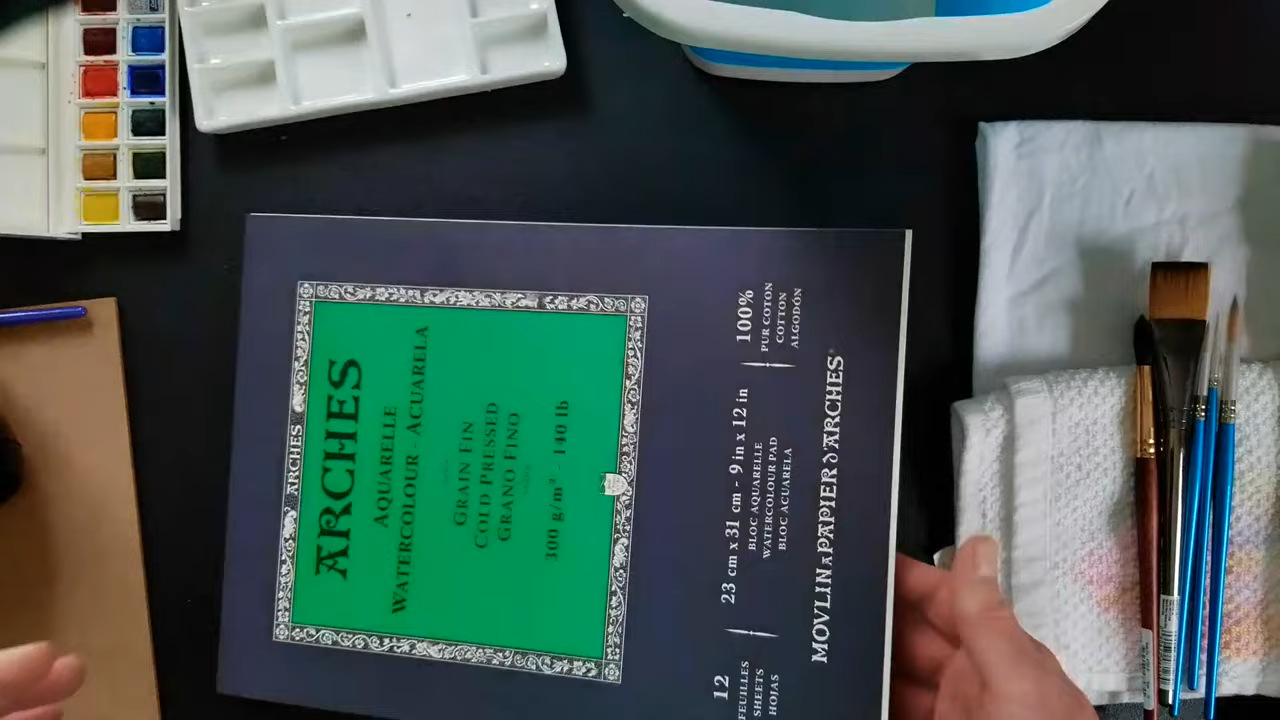 ARCHES
ARCHES
AQUARELLE
WATERCOLOUR - ACUARELA
GRAIN FIN
COLD PRESSED
GRANO FINO
300 g/m² - 140 lb
12
FEUILLES
SHEETS
HOJAS
23 cm x 31 cm - 9 in x 12 in
BLOC AQUARELLE
WATERCOLOUR PAD
BLOC ACUARELA
100%
PUR COTON
COTTON
ALGODÓN
MOVLIN À PAPIER D'ARCHES®